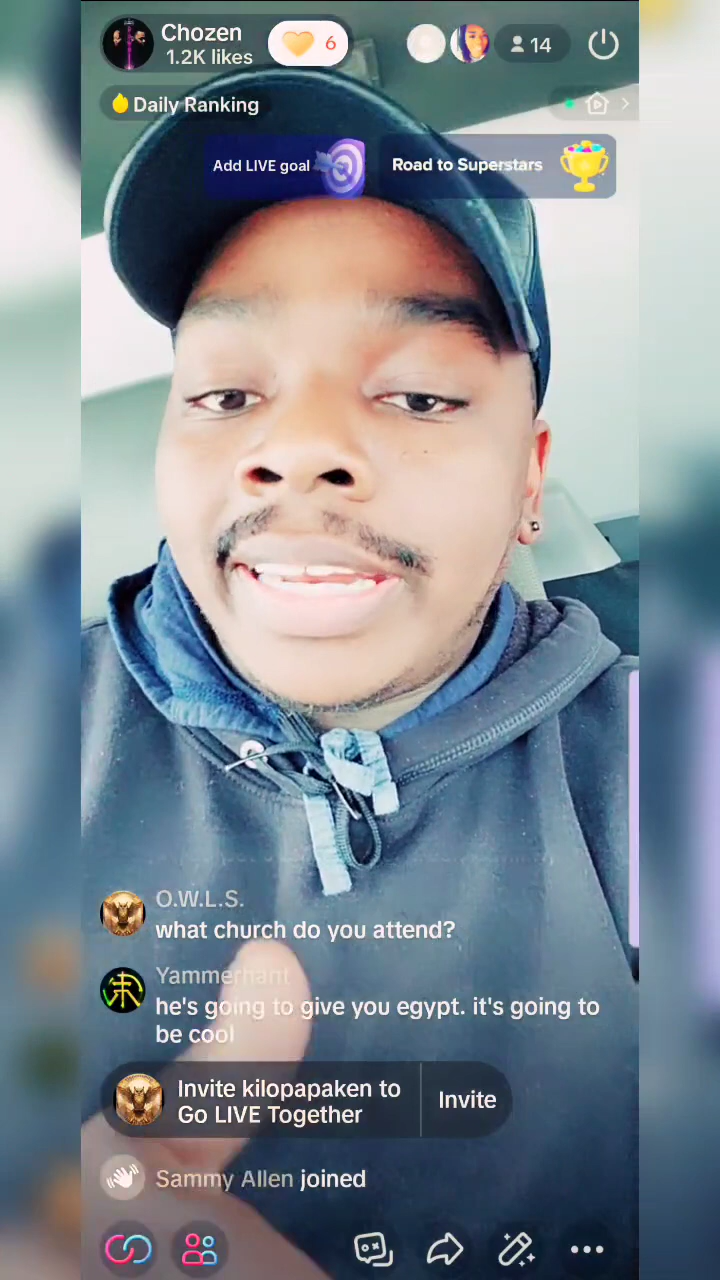 Chozen
1.2K likes
6
14
Daily Ranking
Add LIVE goal
Road to Superstars
O.W.L.S.
what church do you attend?
Yammerhant
he's going to give you egypt. it's going to
be cool
Invite kilopapaken to
Go LIVE Together
Invite
Sammy Allen joined